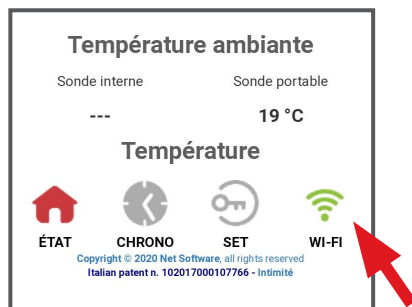 Température ambiante
Sonde interne Sonde portable
--- 19 °C
Température
ÉTAT CHRONO SET WI-FI
Copyright © 2020 Net Software, all rights reserved
Italian patent n. 102017000107766 - Intimité